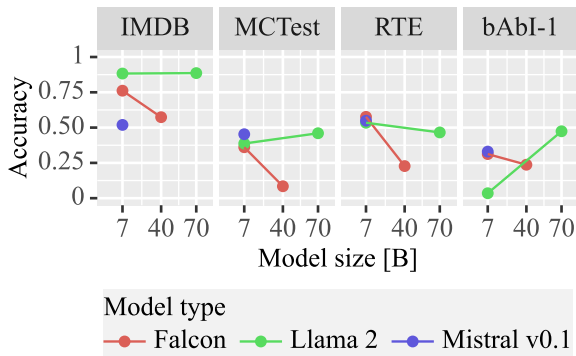 IMDB MCTest RTE bAbI-1
Accuracy
1
0.75
0.50
0.25
0
7 40 70 7 40 70 7 40 70 7 40 70
Model size [B]
Model type
Falcon Llama 2 Mistral v0.1